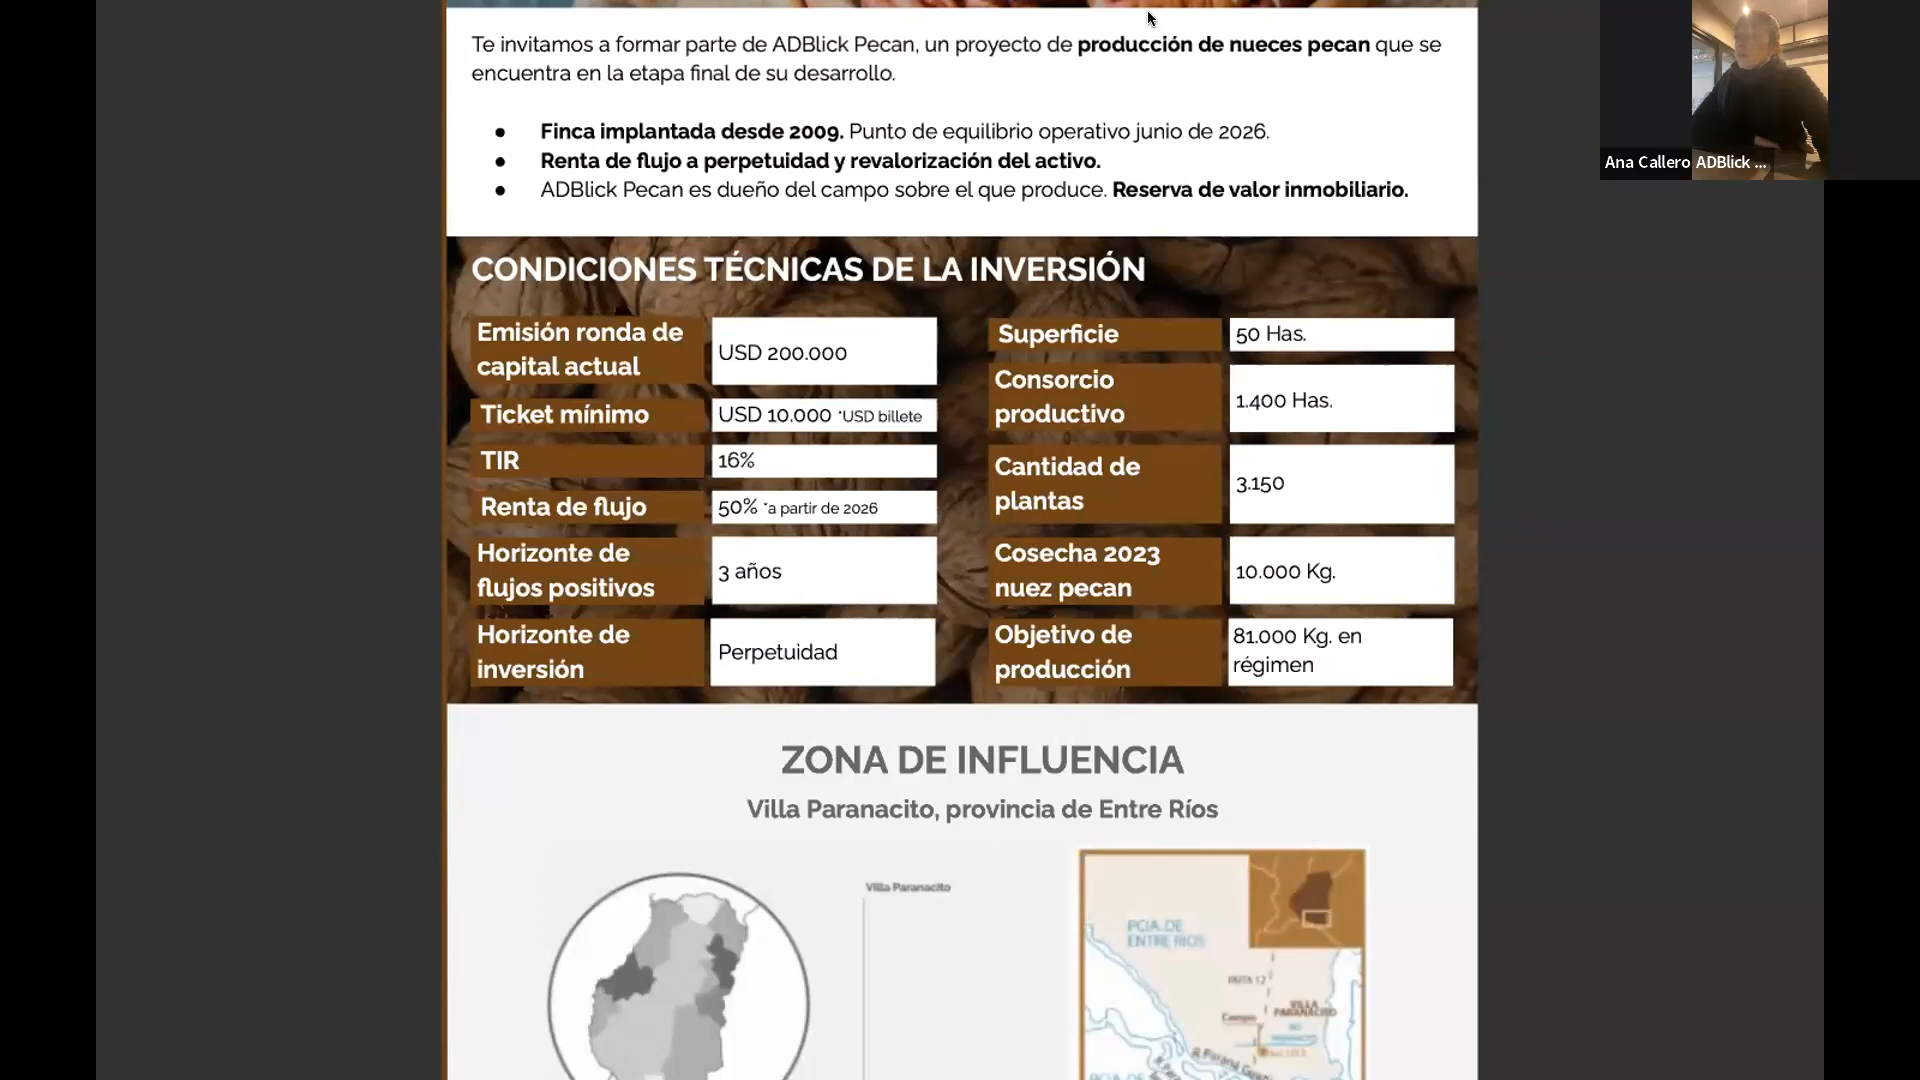 Te invitamos a formar parte de ADBlick Pecan, un proyecto de producción de nueces pecan que se
encuentra en la etapa final de su desarrollo.
● Finca implantada desde 2009. Punto de equilibrio operativo junio de 2026.
● Renta de flujo a perpetuidad y revalorización del activo.
● ADBlick Pecan es dueño del campo sobre el que produce. Reserva de valor inmobiliario.
Ana Callero ADBlick ...
CONDICIONES TÉCNICAS DE LA INVERSIÓN
Emisión ronda de
capital actual
USD 200.000
Ticket mínimo
USD 10.000 *USD billete
TIR
16%
Renta de flujo
50% *a partir de 2026
Horizonte de
flujos positivos
3 años
Horizonte de
inversión
Perpetuidad
Superficie
50 Has.
Consorcio
productivo
1.400 Has.
Cantidad de
plantas
3.150
Cosecha 2023
nuez pecan
10.000 Kg.
Objetivo de
producción
81.000 Kg. en
régimen
ZONA DE INFLUENCIA
Villa Paranacito, provincia de Entre Ríos
Villa Paranacito
PCIA. DE
ENTRE RIOS
RUTA 12
VILLA
PARANACITO
Campo